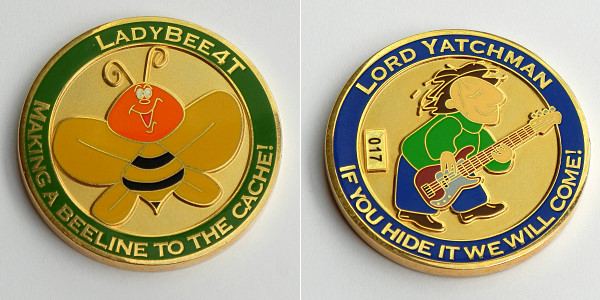 LADYBEE4T
MAKING A BEELINE TO THE CACHE!
LORD YATCHMAN
017
IF YOU HIDE IT WE WILL COME!